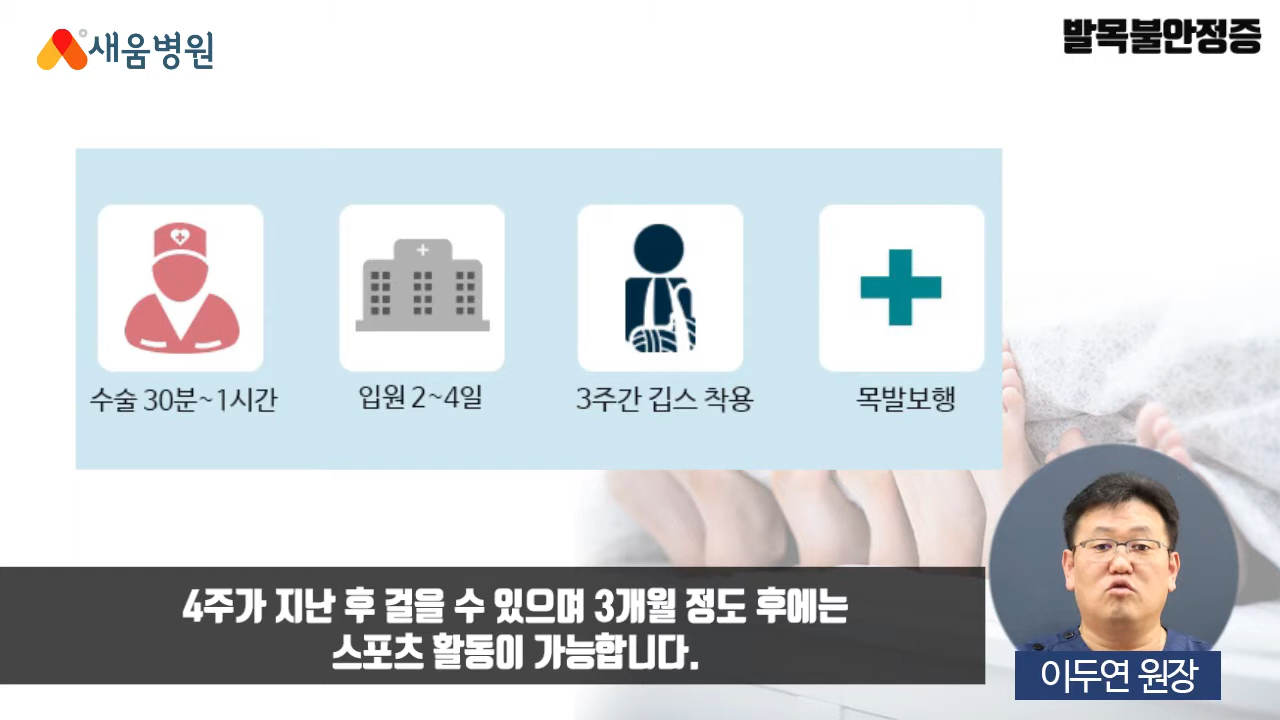 새움병원
발목불안정증
수술 30분~1시간
입원 2~4일
3주간 깁스 착용
목발보행
4주가 지난 후 걸을 수 있으며 3개월 정도 후에는
스포츠 활동이 가능합니다.
이두연 원장